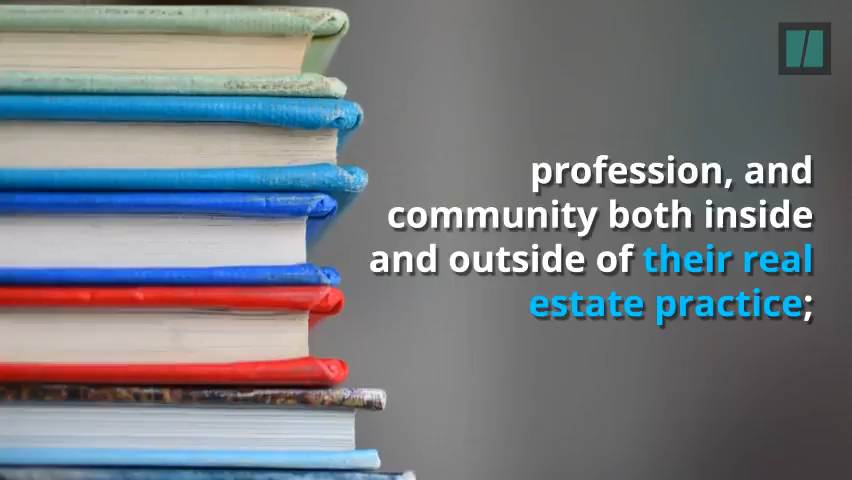 profession, and
community both inside
and outside of their real
estate practice;